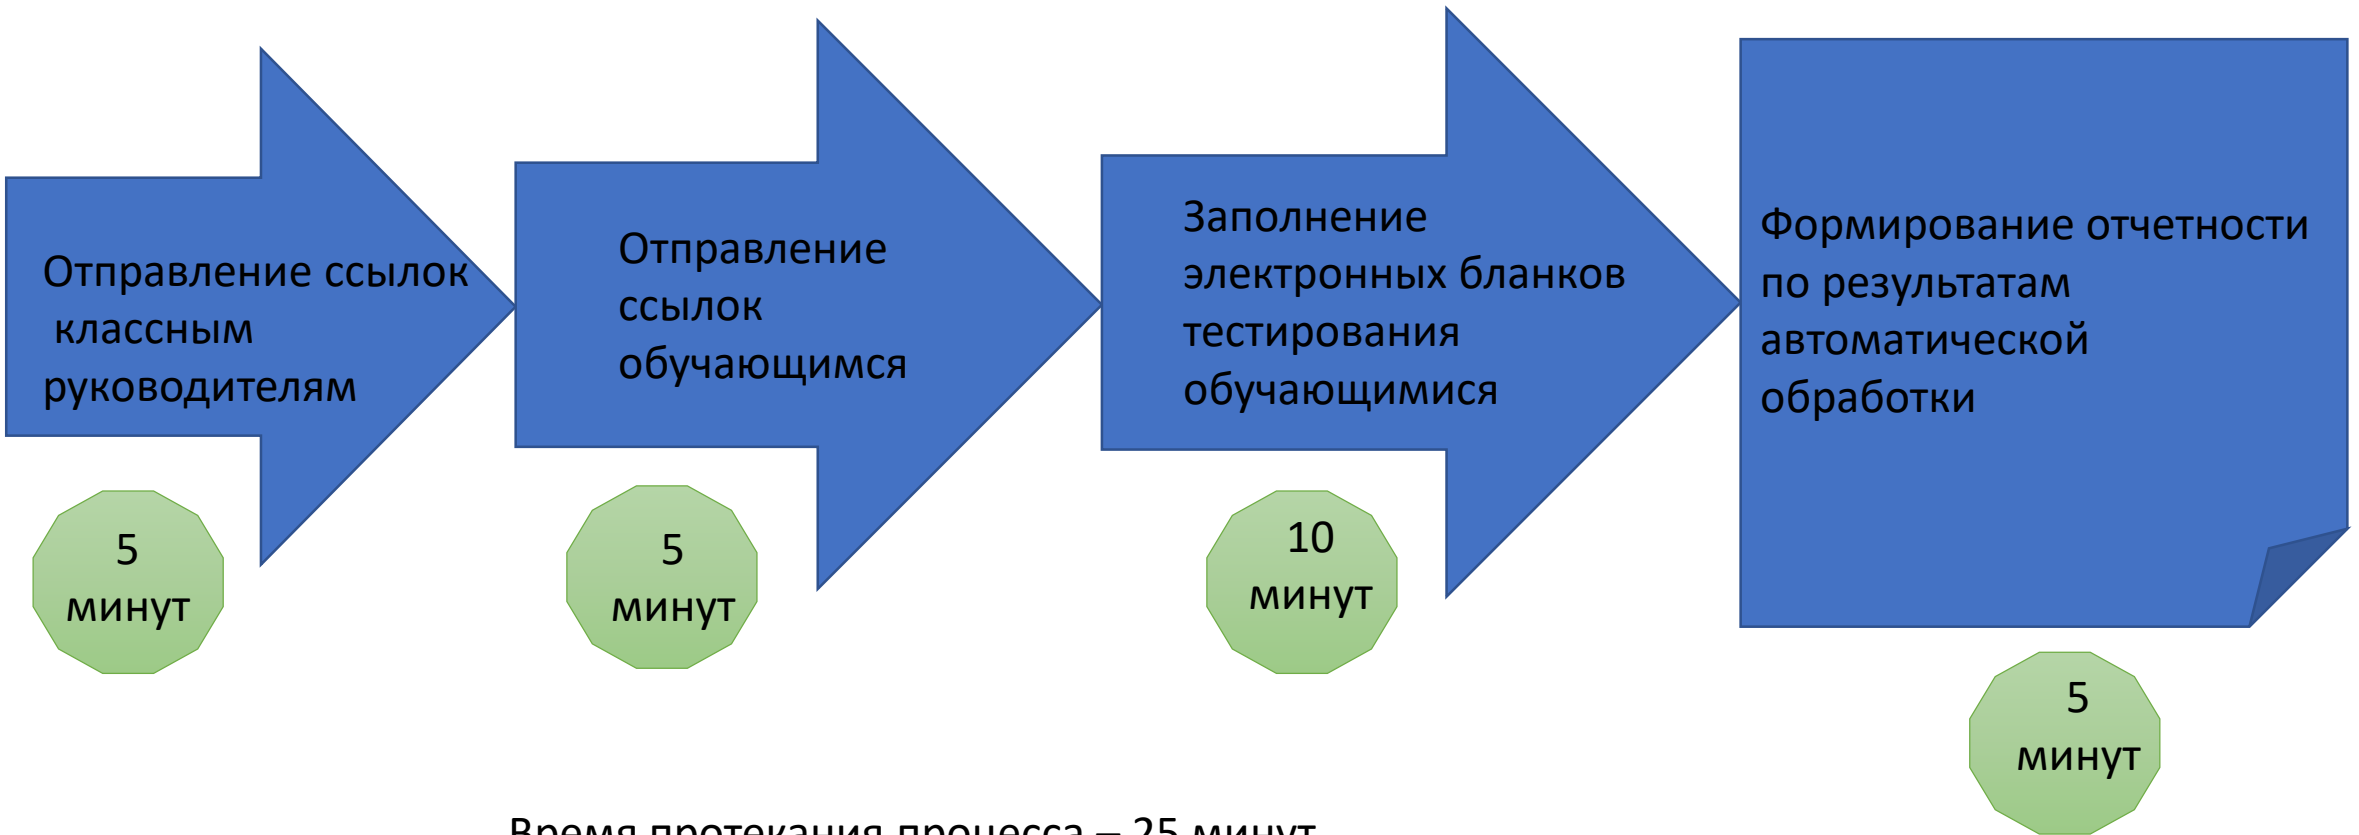 Отправление ссылок
классным
руководителям
Отправление
ссылок
обучающимся
Заполнение
электронных бланков
тестирования
обучающимися
Формирование отчетности
по результатам
автоматической
обработки
5
минут
5
минут
10
минут
5
минут
Время протекания процесса – 25 минут